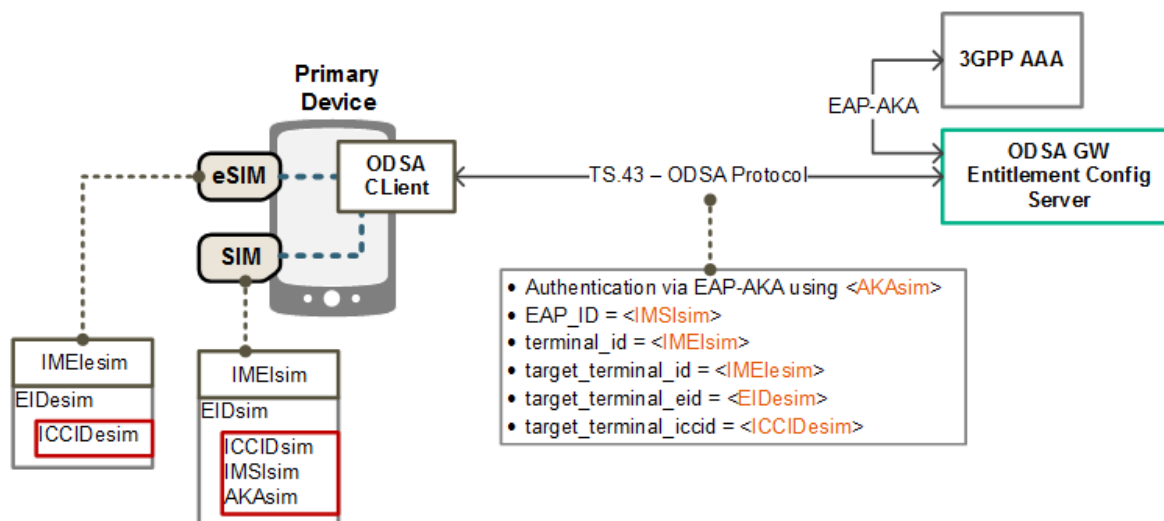 Primary
Device
eSIM
SIM
ODSA
CLient
TS.43 – ODSA Protocol
EAP-AKA
3GPP AAA
ODSA GW
Entitlement Config
Server
• Authentication via EAP-AKA using <AKAsim>
• EAP_ID = <IMSIsim>
• terminal_id = <IMEIsim>
• target_terminal_id = <IMEIesim>
• target_terminal_eid = <EIDesim>
• target_terminal_iccid = <ICCIDesim>
IMEIesim
EIDesim
ICCIDesim
IMEIsim
EIDsim
ICCIDsim
IMSIsim
AKAsim